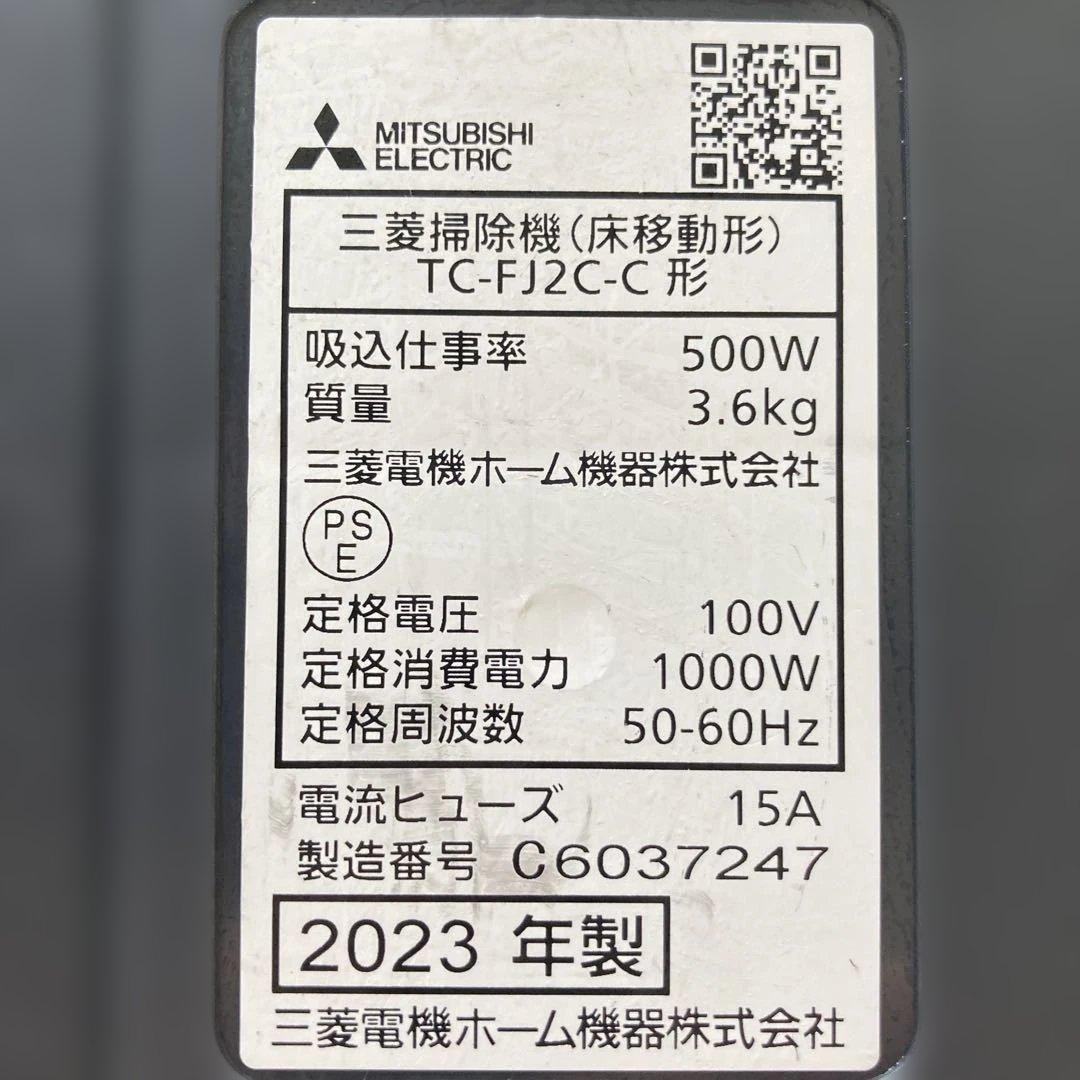 MITSUBISHI
ELECTRIC
三菱掃除機(床移動形)
TC-FJ2C-C 形
吸込仕事率 500W
質量 3.6kg
三菱電機ホーム機器株式会社
PS
E
定格電圧 100V
定格消費電力 1000W
定格周波数 50-60Hz
電流ヒューズ 15A
製造番号 C6037247
2023 年製
三菱電機ホーム機器株式会社